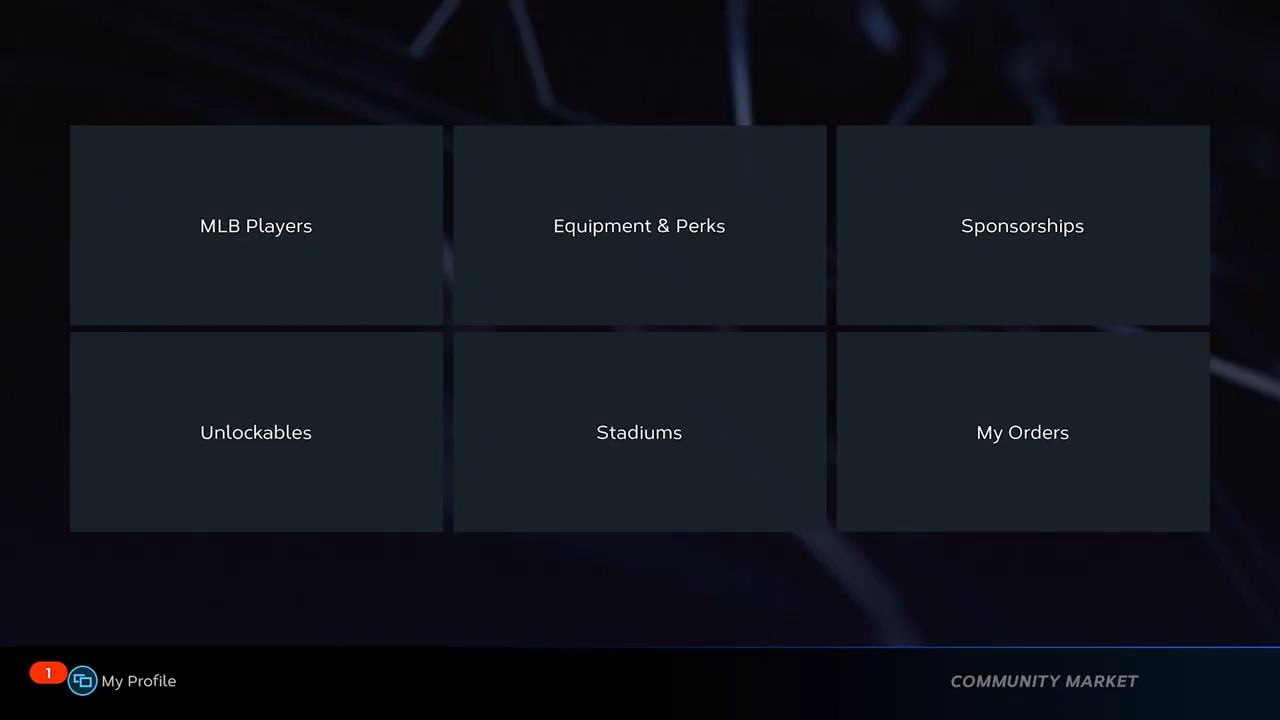 MLB Players
Equipment & Perks
Sponsorships
Unlockables
Stadiums
My Orders
1
My Profile
COMMUNITY MARKET